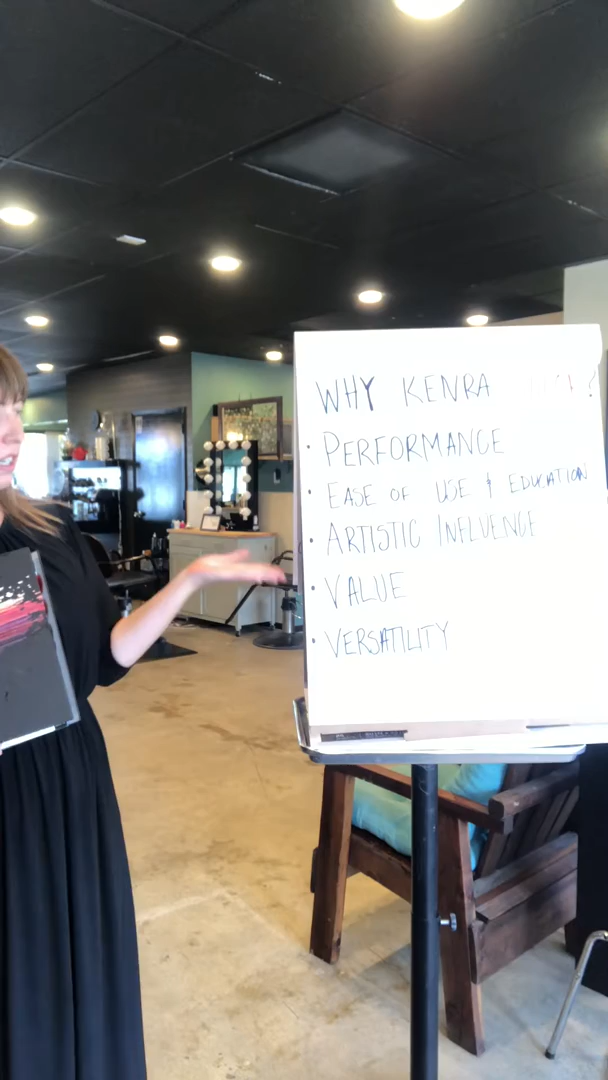 WHY KENRA ?
• PERFORMANCE
• EASE OF USE & EDUCATION
• ARTISTIC INFLUENCE
• VALUE
• VERSATILITY